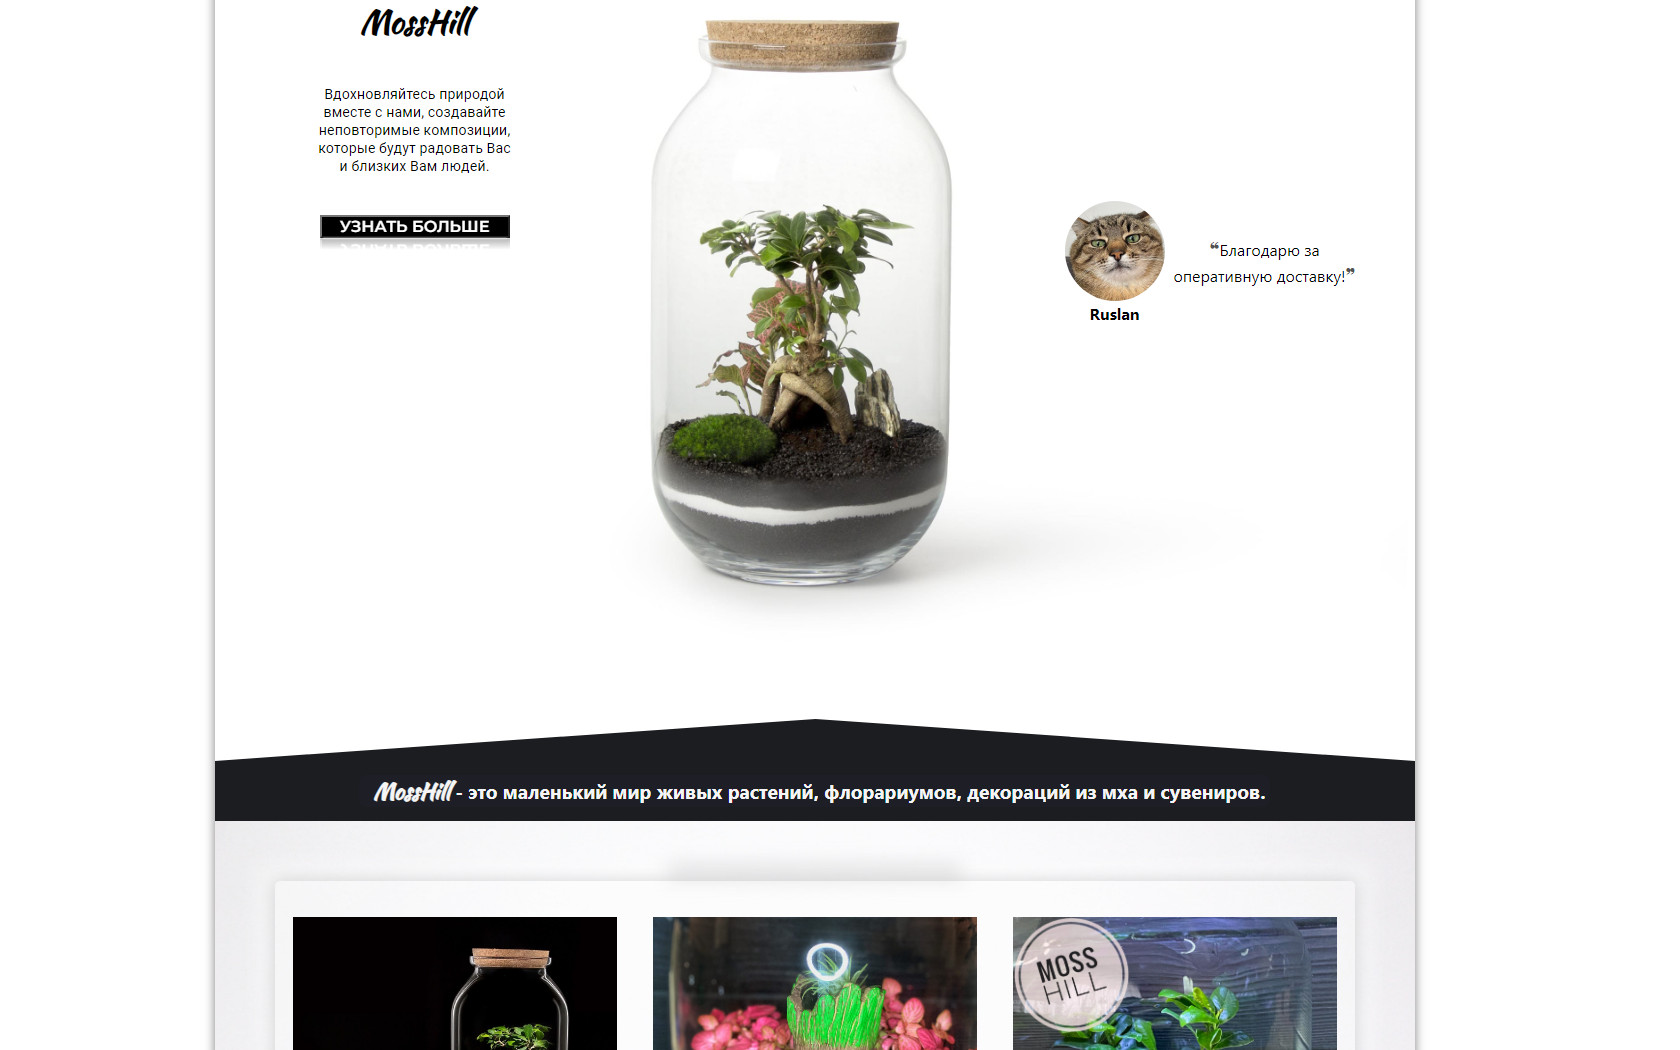 MossHill
Вдохновляйтесь природой
вместе с нами, создавайте
неповторимые композиции,
которые будут радовать Вас
и близких Вам людей.
УЗНАТЬ БОЛЬШЕ
❝Благодарю за
оперативную доставку!❞
Ruslan
MossHill - это маленький мир живых растений, флорариумов, декораций из мха и сувениров.
MOSS
HILL